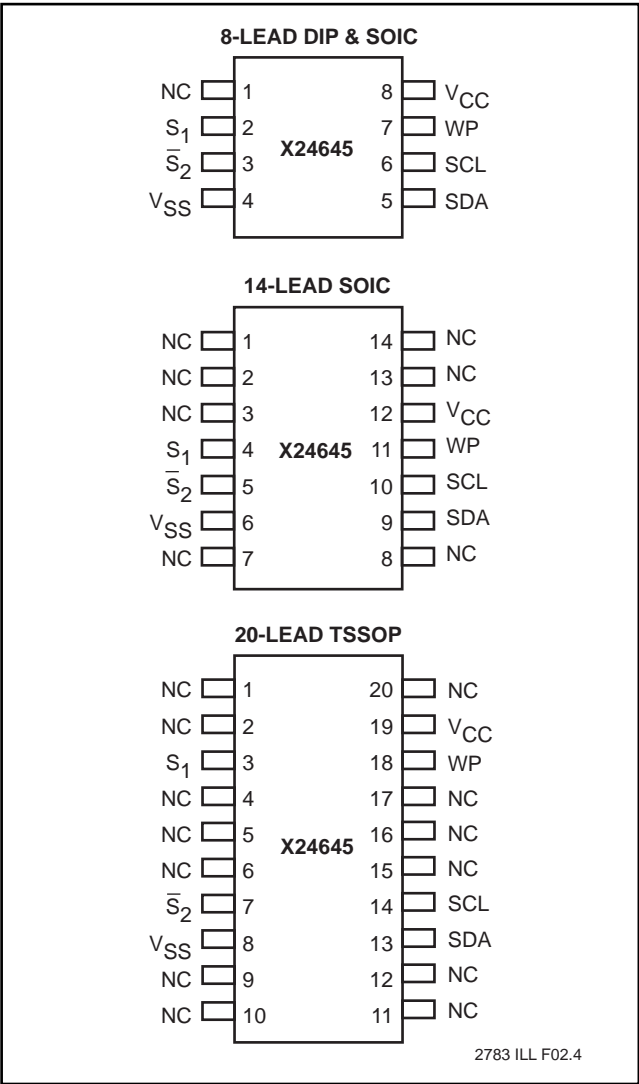 8-LEAD DIP & SOIC
NC 1 8 VCC
S1 2 7 WP
X24645
S̅2 3 6 SCL
VSS 4 5 SDA
14-LEAD SOIC
NC 1 14 NC
NC 2 13 NC
NC 3 12 VCC
S1 4 X24645 11 WP
S̅2 5 10 SCL
VSS 6 9 SDA
NC 7 8 NC
20-LEAD TSSOP
NC 1 20 NC
NC 2 19 VCC
S1 3 18 WP
NC 4 17 NC
NC 5 16 NC
X24645
NC 6 15 NC
S̅2 7 14 SCL
VSS 8 13 SDA
NC 9 12 NC
NC 10 11 NC
2783 ILL F02.4